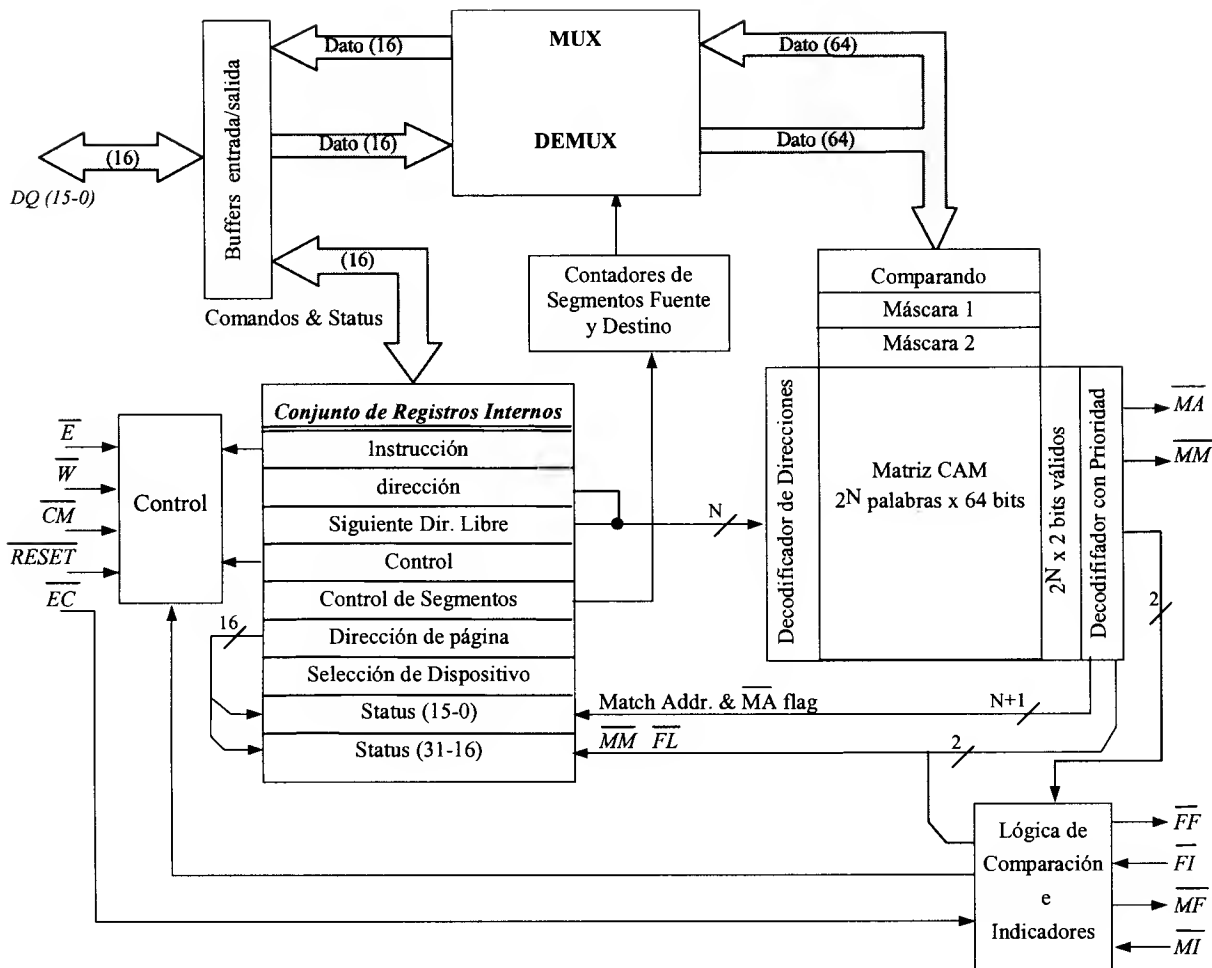 MUX
Dato (16)
Dato (64)
Buffers entrada/salida
(16)
DQ (15-0)
Dato (16)
DEMUX
Dato (64)
(16)
Comandos & Status
Contadores de
Segmentos Fuente
y Destino
Comparando
Máscara 1
Máscara 2
Conjunto de Registros Internos
Instrucción
dirección
Siguiente Dir. Libre
Control
Control de Segmentos
Dirección de página
Selección de Dispositivo
Status (15-0)
Status (31-16)
E
W
CM
RESET
EC
Control
16
N
Decodificador de Direcciones
Matriz CAM
2^N palabras x 64 bits
2^N x 2 bits válidos
Decodififador con Prioridad
MA
MM
2
Match Addr. & MA flag
N+1
MM FL
2
Lógica de
Comparación
e
Indicadores
FF
FI
MF
MI